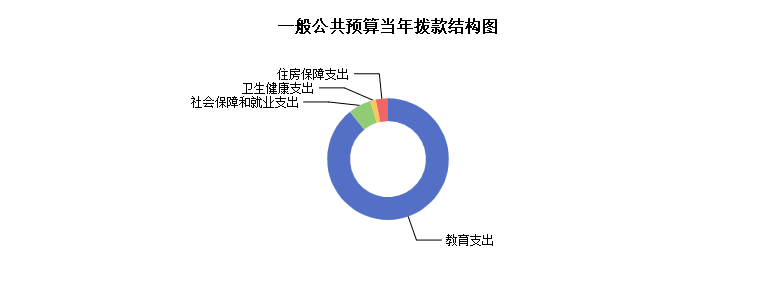 一般公共预算当年拨款结构图
住房保障支出
卫生健康支出
社会保障和就业支出
教育支出